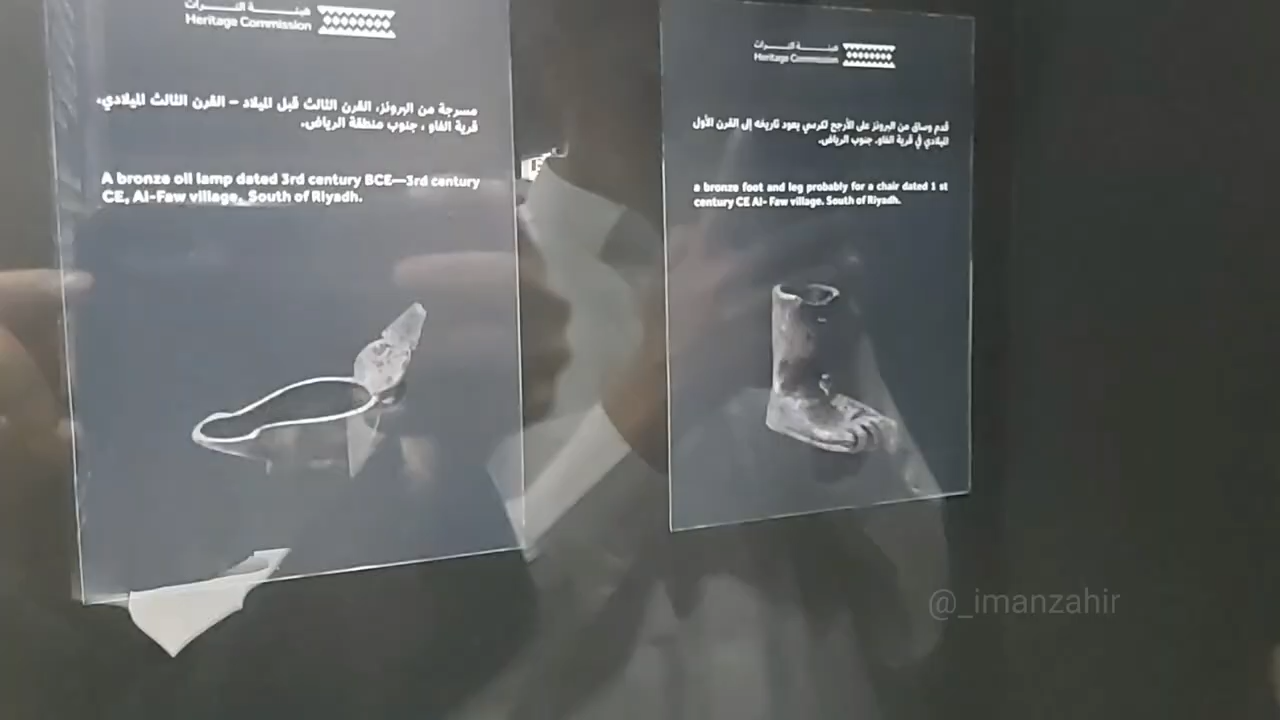 هيئة التراث
Heritage Commission
مسرجة من البرونز، القرن الثالث قبل الميلاد – القرن الثالث الميلادي،
قرية الفاو ، جنوب منطقة الرياض.
A bronze oil lamp dated 3rd century BCE—3rd century
CE, Al-Faw village, South of Riyadh.
هيئة التراث
Heritage Commission
قدم وساق من البرونز على الأرجح لكرسي يعود تاريخه إلى القرن الأول
الميلادي في قرية الفاو. جنوب الرياض.
a bronze foot and leg probably for a chair dated 1 st
century CE Al- Faw village. South of Riyadh.
@_imanzahir